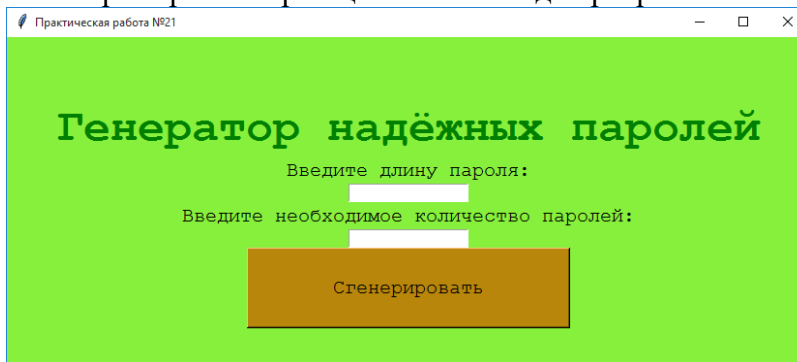 Практическая работа №21
Генератор надёжных паролей
Введите длину пароля:
Введите необходимое количество паролей:
Сгенерировать